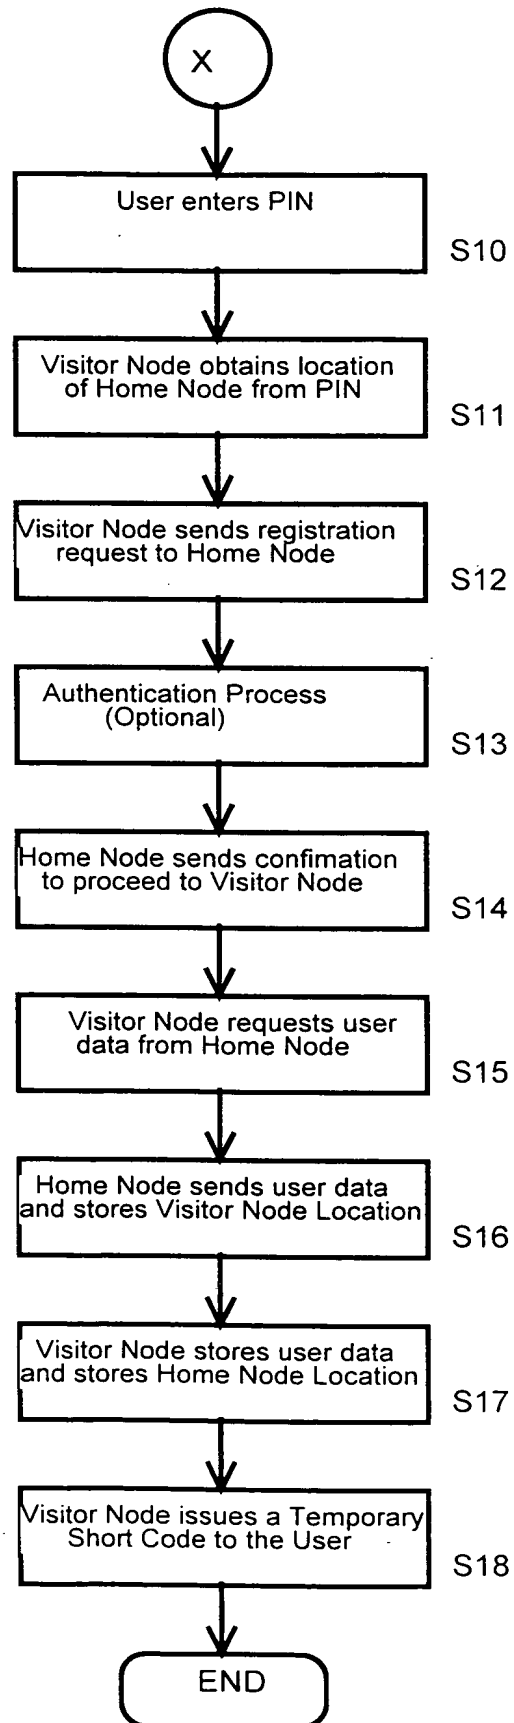 X
User enters PIN
S10
Visitor Node obtains location
of Home Node from PIN
S11
Visitor Node sends registration
request to Home Node
S12
Authentication Process
(Optional)
S13
Home Node sends confimation
to proceed to Visitor Node
S14
Visitor Node requests user
data from Home Node
S15
Home Node sends user data
and stores Visitor Node Location
S16
Visitor Node stores user data
and stores Home Node Location
S17
Visitor Node issues a Temporary
Short Code to the User
S18
END